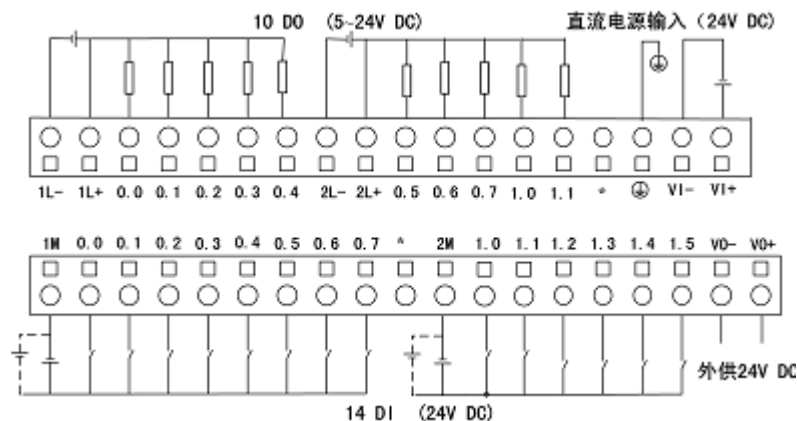 10 DO (5~24V DC) 直流电源输入（24V DC）
1L- 1L+ 0.0 0.1 0.2 0.3 0.4 2L- 2L+ 0.5 0.6 0.7 1.0 1.1 * VI- VI+
1M 0.0 0.1 0.2 0.3 0.4 0.5 0.6 0.7 * 2M 1.0 1.1 1.2 1.3 1.4 1.5 VO- VO+
外供24V DC
14 DI (24V DC)